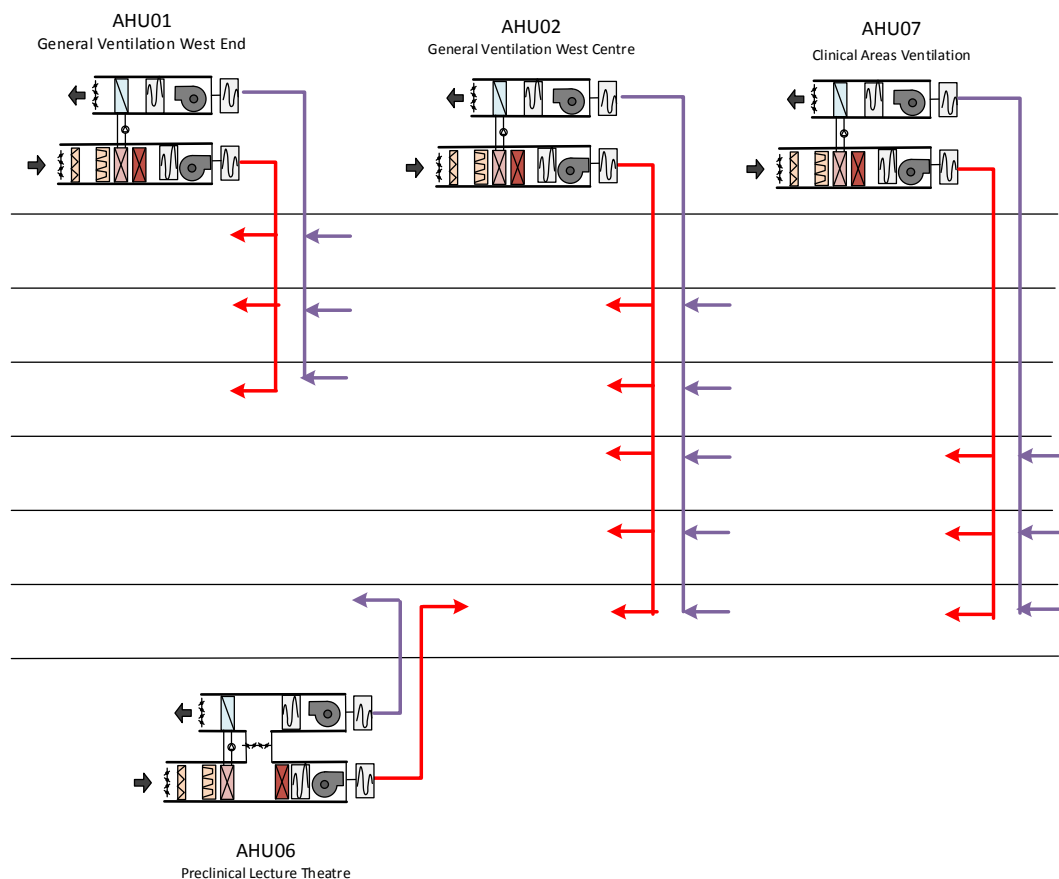 AHU01
General Ventilation West End
AHU02
General Ventilation West Centre
AHU07
Clinical Areas Ventilation
AHU06
Preclinical Lecture Theatre